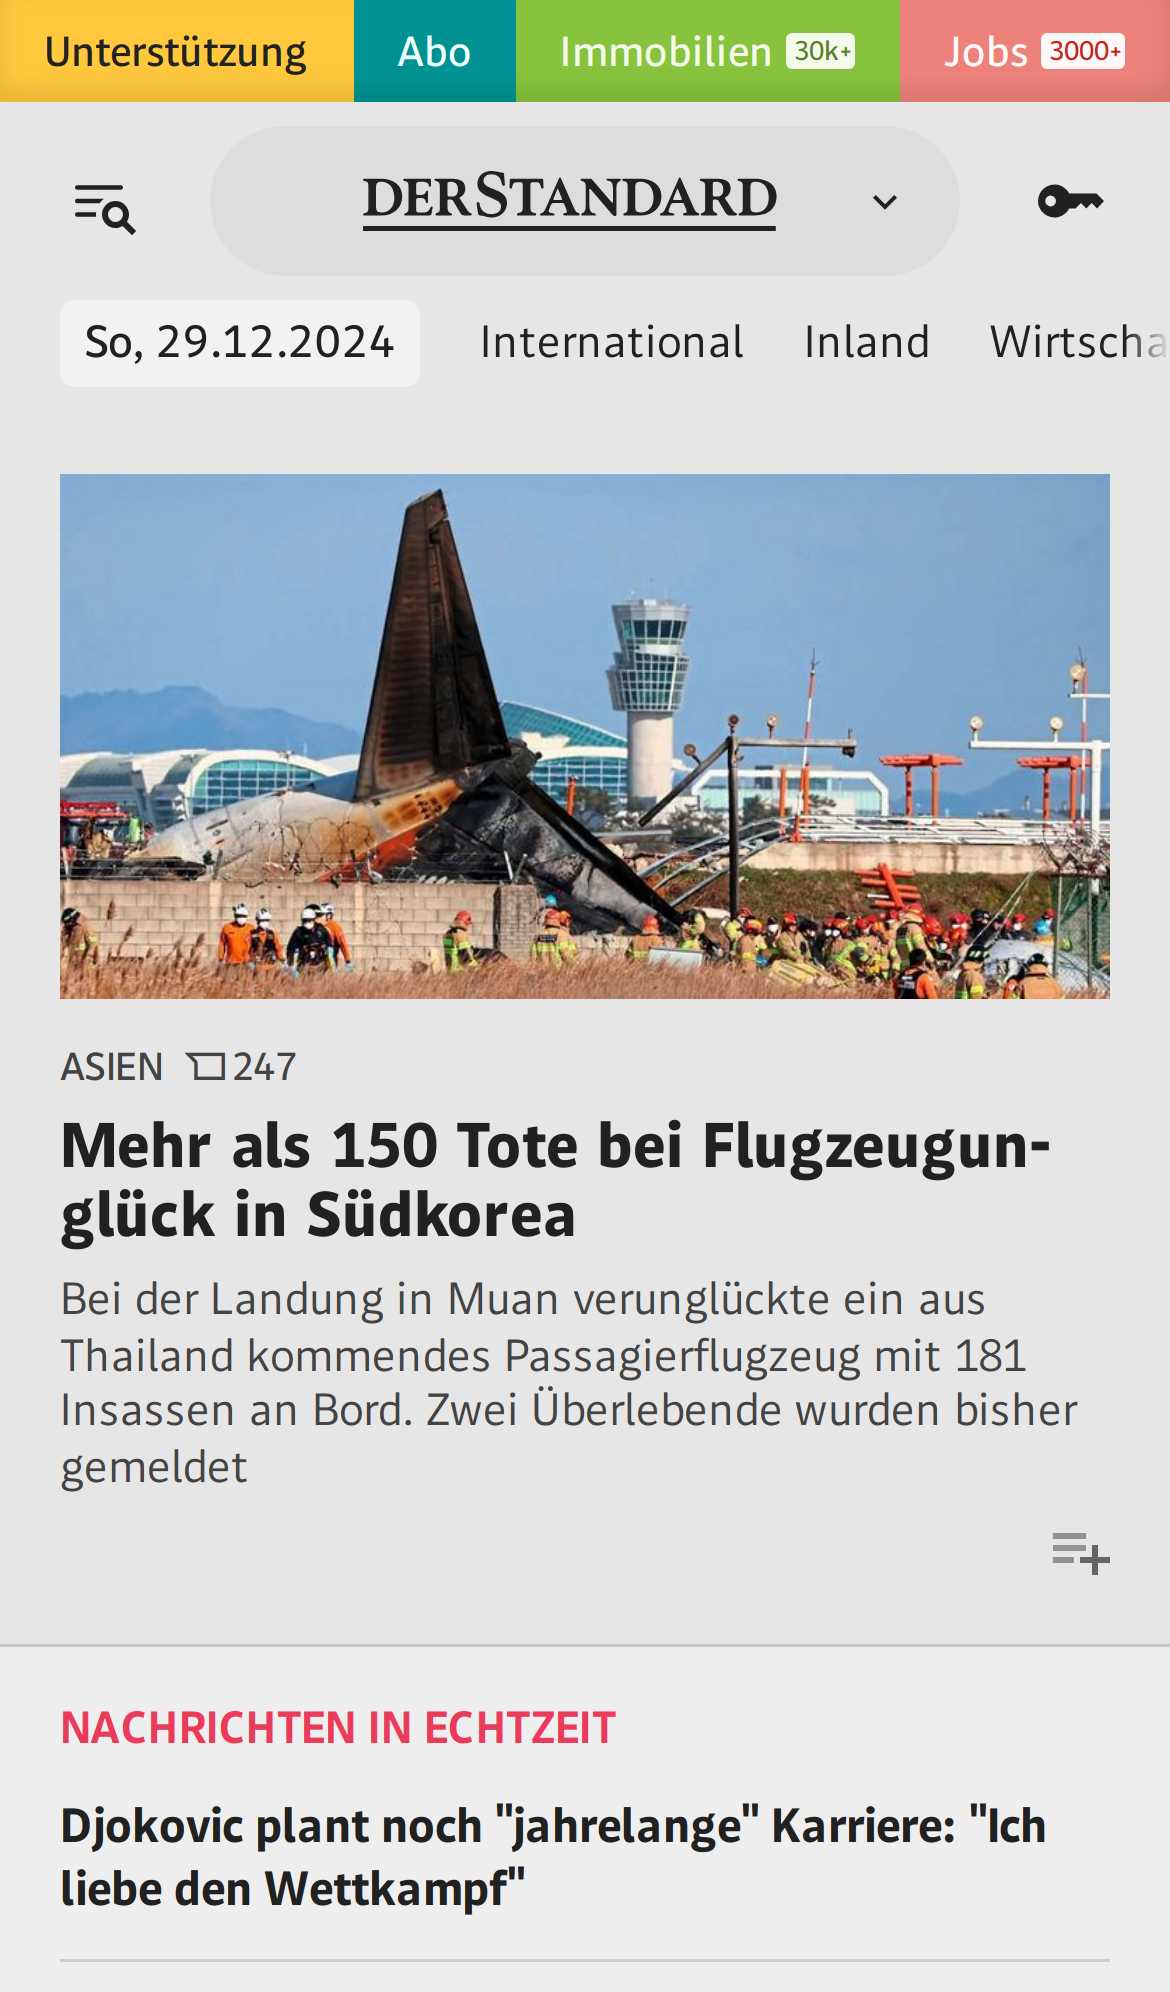 Unterstützung
Abo
Immobilien 30k+
Jobs 3000+
DERSTANDARD
So, 29.12.2024 International Inland Wirtscha
ASIEN 247
Mehr als 150 Tote bei Flugzeugun-
glück in Südkorea
Bei der Landung in Muan verunglückte ein aus
Thailand kommendes Passagierflugzeug mit 181
Insassen an Bord. Zwei Überlebende wurden bisher
gemeldet
NACHRICHTEN IN ECHTZEIT
Djokovic plant noch "jahrelange" Karriere: "Ich
liebe den Wettkampf"